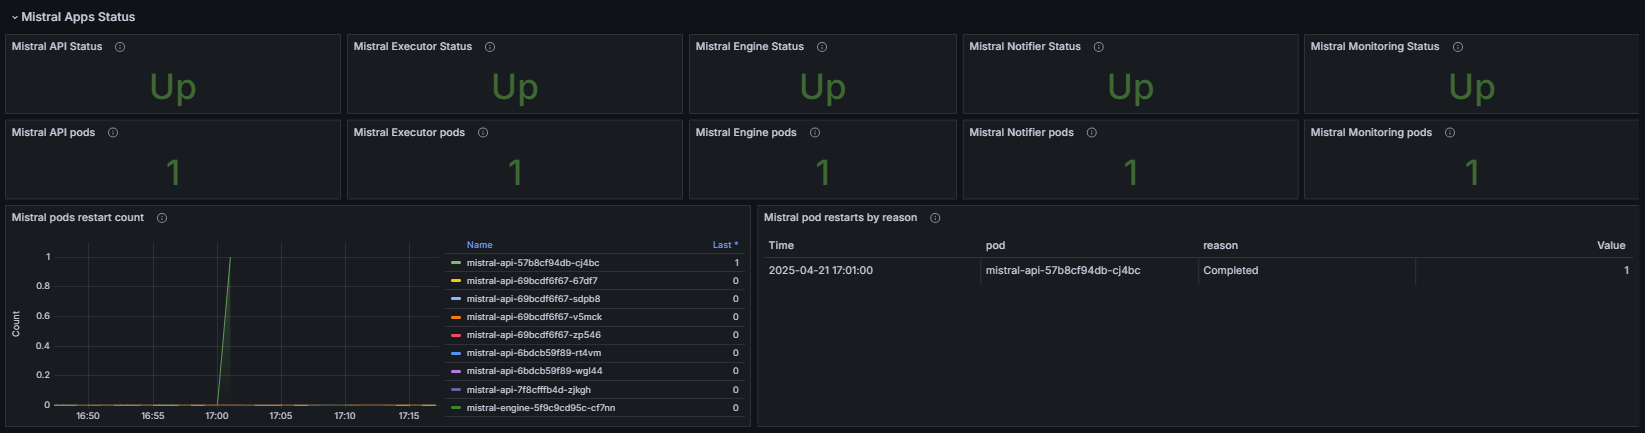 Mistral Apps Status
Mistral API Status
Mistral Executor Status
Mistral Engine Status
Mistral Notifier Status
Mistral Monitoring Status
Up
Up
Up
Up
Up
Mistral API pods
Mistral Executor pods
Mistral Engine pods
Mistral Notifier pods
Mistral Monitoring pods
1
1
1
1
1
Mistral pods restart count
Count
1
0.8
0.6
0.4
0.2
0
16:50 16:55 17:00 17:05 17:10 17:15
Name Last *
mistral-api-57b8cf94db-cj4bc 1
mistral-api-69bcdf6f67-67df7 0
mistral-api-69bcdf6f67-sdpb8 0
mistral-api-69bcdf6f67-v5mck 0
mistral-api-69bcdf6f67-zp546 0
mistral-api-6bdcb59f89-rt4vm 0
mistral-api-6bdcb59f89-wgl44 0
mistral-api-7f8cfffb4d-zjkgh 0
mistral-engine-5f9c9cd95c-cf7nn 0
Mistral pod restarts by reason
Time pod reason Value
2025-04-21 17:01:00 mistral-api-57b8cf94db-cj4bc Completed 1